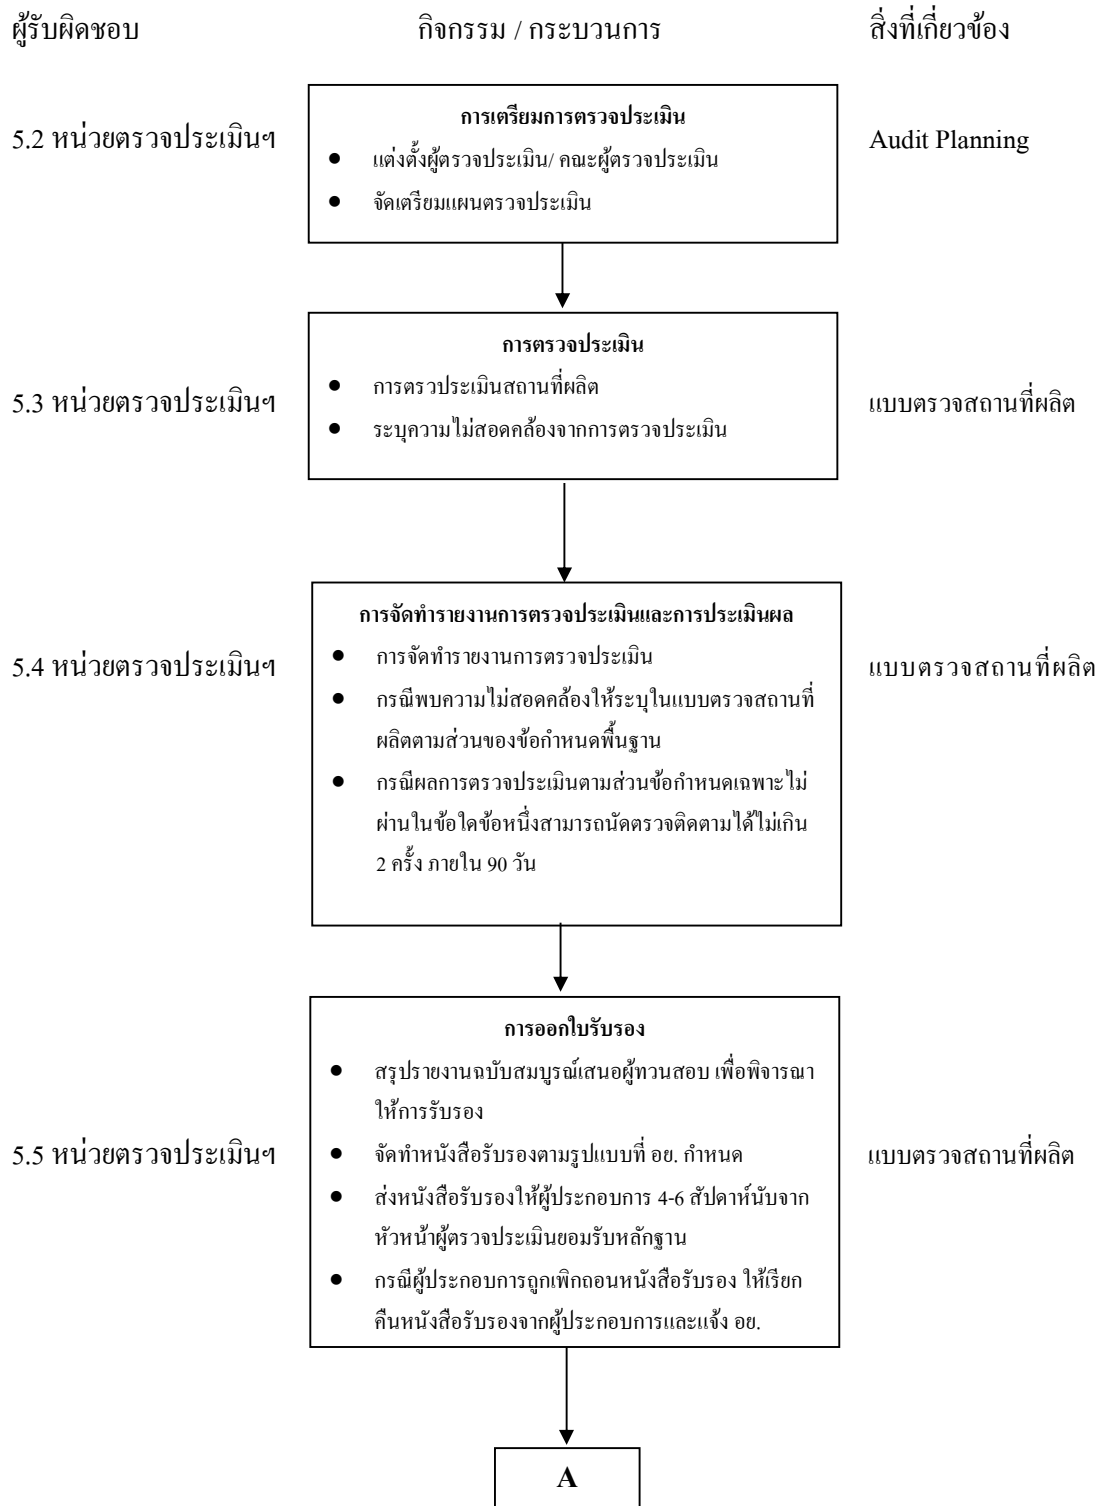 ผู้รับผิดชอบ กิจกรรม / กระบวนการ สิ่งที่เกี่ยวข้อง
การเตรียมการตรวจประเมิน
5.2 หน่วยตรวจประเมินฯ
● แต่งตั้งผู้ตรวจประเมิน/ คณะผู้ตรวจประเมิน
● จัดเตรียมแผนตรวจประเมิน
Audit Planning
การตรวจประเมิน
5.3 หน่วยตรวจประเมินฯ
● การตรวประเมินสถานที่ผลิต
● ระบุความไม่สอดคล้องจากการตรวจประเมิน
แบบตรวจสถานที่ผลิต
การจัดทำรายงานการตรวจประเมินและการประเมินผล
5.4 หน่วยตรวจประเมินฯ
● การจัดทำรายงานการตรวจประเมิน
● กรณีพบความไม่สอดคล้องให้ระบุในแบบตรวจสถานที่
ผลิตตามส่วนของข้อกำหนดพื้นฐาน
● กรณีผลการตรวจประเมินตามส่วนข้อกำหนดเฉพาะไม่
ผ่านในข้อใดข้อหนึ่งสามารถนัดตรวจติดตามได้ไม่เกิน
2 ครั้ง ภายใน 90 วัน
แบบตรวจสถานที่ผลิต
การออกใบรับรอง
5.5 หน่วยตรวจประเมินฯ
● สรุปรายงานฉบับสมบูรณ์เสนอผู้ทวนสอบ เพื่อพิจารณา
ให้การรับรอง
● จัดทำหนังสือรับรองตามรูปแบบที่ อย. กำหนด
● ส่งหนังสือรับรองให้ผู้ประกอบการ 4-6 สัปดาห์นับจาก
หัวหน้าผู้ตรวจประเมินยอมรับหลักฐาน
● กรณีผู้ประกอบการถูกเพิกถอนหนังสือรับรอง ให้เรียก
คืนหนังสือรับรองจากผู้ประกอบการและแจ้ง อย.
แบบตรวจสถานที่ผลิต
A